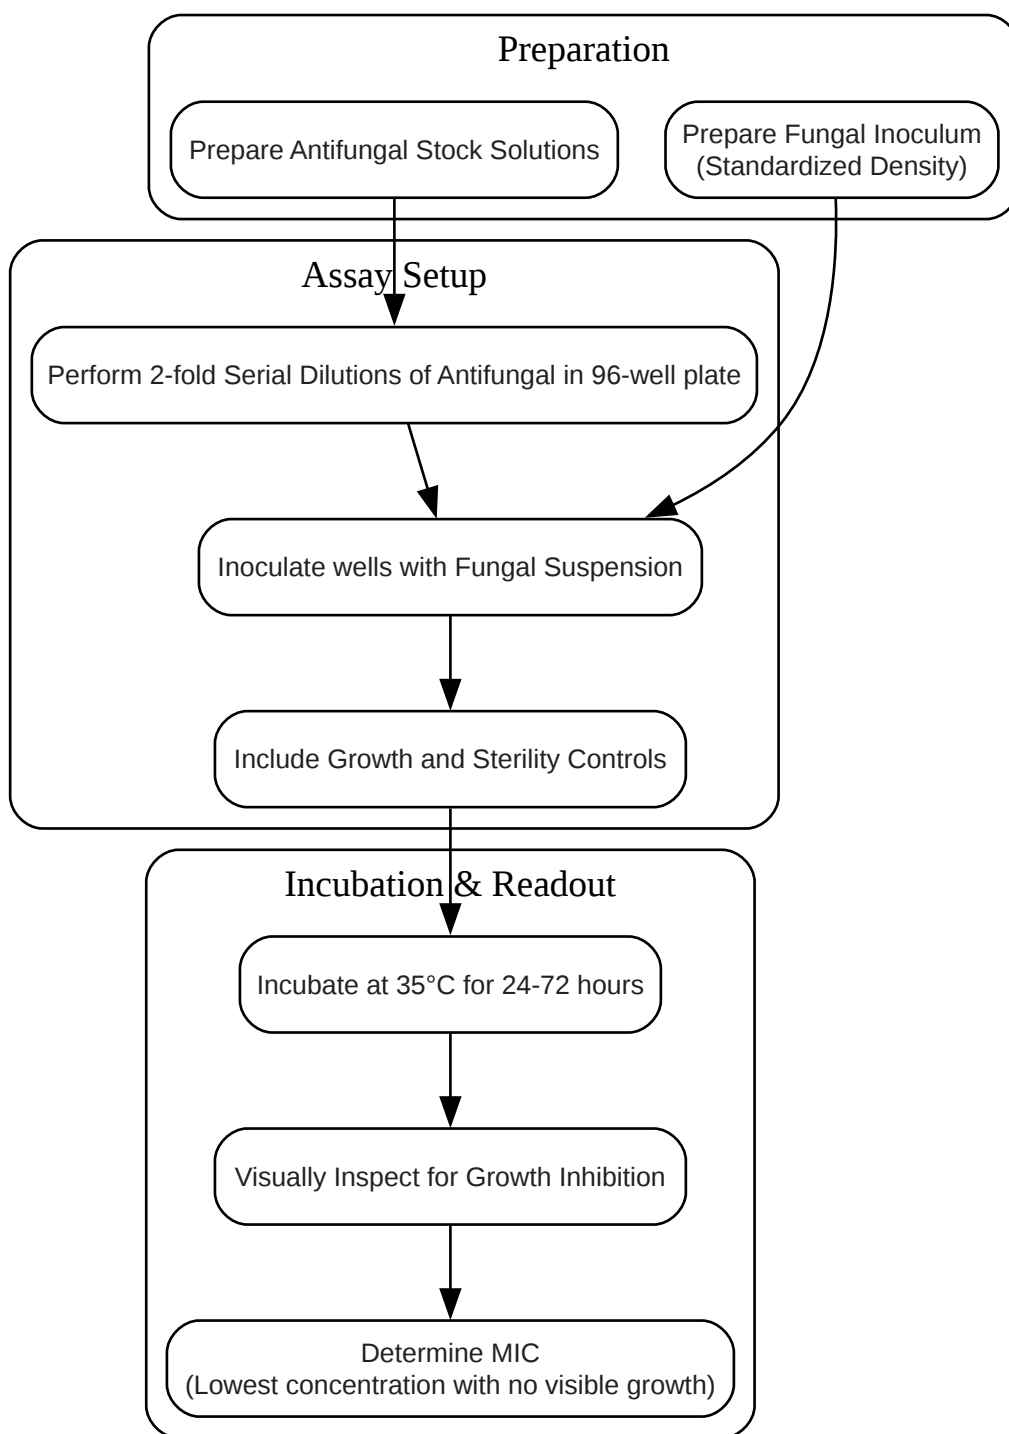 Preparation
Prepare Antifungal Stock Solutions
Prepare Fungal Inoculum
(Standardized Density)
Assay Setup
Perform 2-fold Serial Dilutions of Antifungal in 96-well plate
Inoculate wells with Fungal Suspension
Include Growth and Sterility Controls
Incubation & Readout
Incubate at 35°C for 24-72 hours
Visually Inspect for Growth Inhibition
Determine MIC
(Lowest concentration with no visible growth)